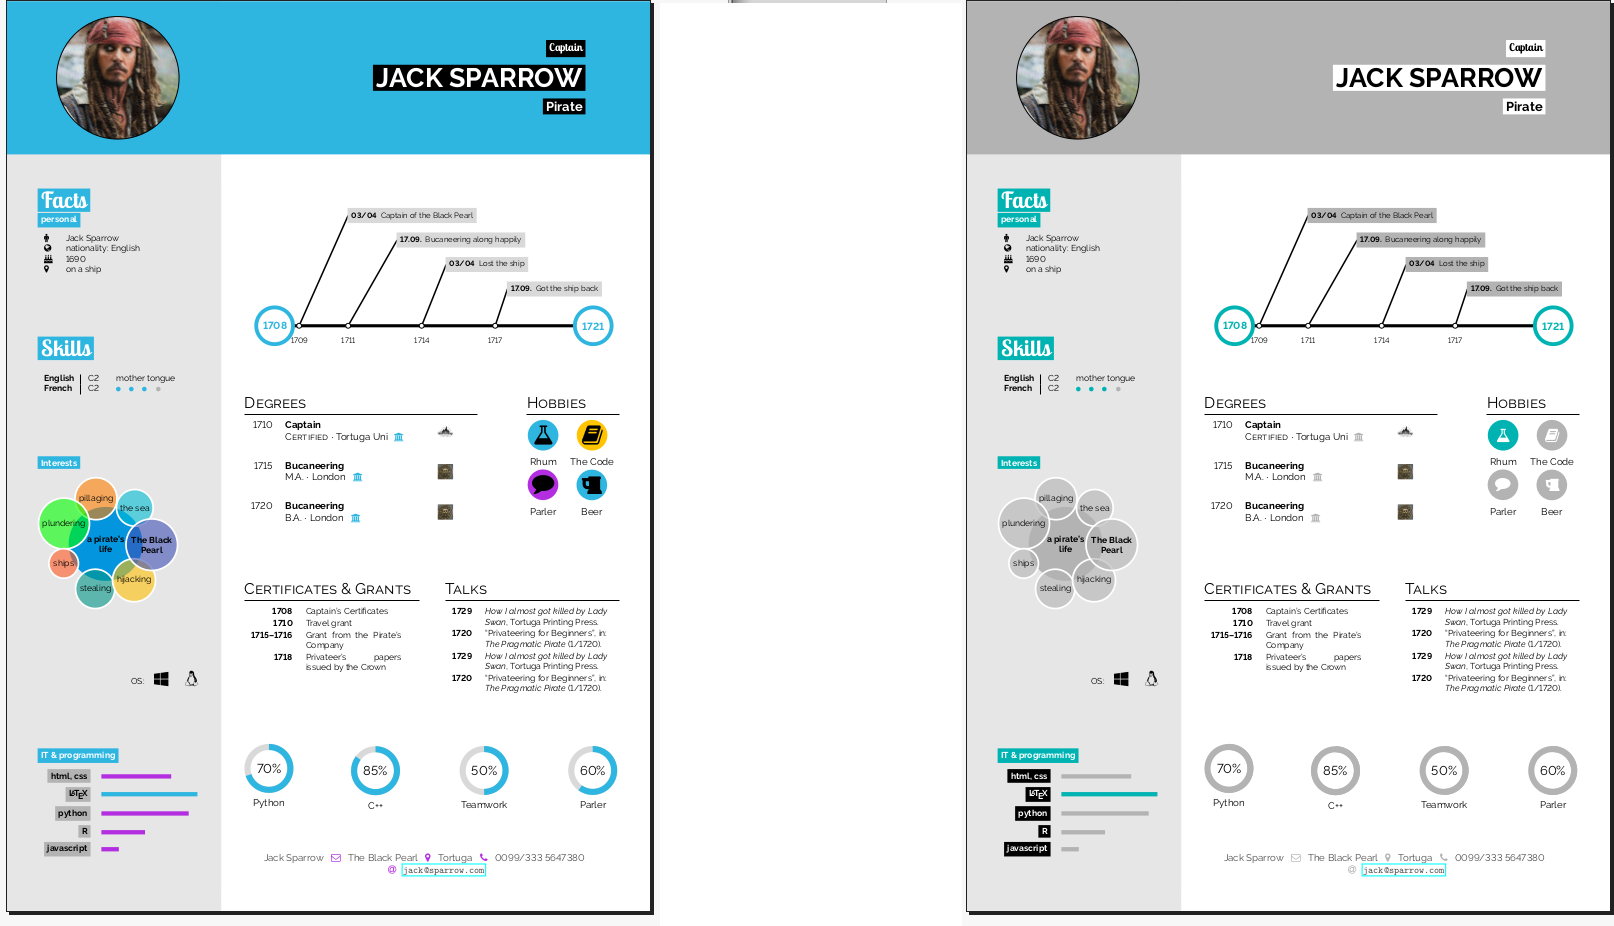 Captain
JACK SPARROW
Pirate
Facts
personal
Jack Sparrow
nationality: English
1690
on a ship
Skills
English C2 mother tongue
French C2
Interests
pillaging
the sea
plundering
a pirate's
life
The Black
Pearl
ships
hjacking
stealing
OS:
IT & programming
html, css
LATEX
python
R
javascript
03/04 Captain of the Black Pearl
17.09. Bucaneering along happily
03/04 Lost the ship
17.09. Got the ship back
1708
1721
1709 1711 1714 1717
DEGREES
1710 Captain
CERTIFIED · Tortuga Uni
1715 Bucaneering
M.A. · London
1720 Bucaneering
B.A. · London
HOBBIES
Rhum The Code
Parler Beer
CERTIFICATES & GRANTS
1708 Captain's Certificates
1710 Travel grant
1715–1716 Grant from the Pirate's
Company
1718 Privateer's papers
issued by the Crown
TALKS
1729 How I almost got killed by Lady
Swan, Tortuga Printing Press.
1720 "Privateering for Beginners", in:
The Pragmatic Pirate (1/1720).
1729 How I almost got killed by Lady
Swan, Tortuga Printing Press.
1720 "Privateering for Beginners", in:
The Pragmatic Pirate (1/1720).
70% 85% 50% 60%
Python C++ Teamwork Parler
Jack Sparrow The Black Pearl Tortuga 0099/333 5647380
@ jack@sparrow.com
Captain
JACK SPARROW
Pirate
Facts
personal
Jack Sparrow
nationality: English
1690
on a ship
Skills
English C2 mother tongue
French C2
Interests
pillaging
the sea
plundering
a pirate's
life
The Black
Pearl
ships
hjacking
stealing
OS:
IT & programming
html, css
LATEX
python
R
javascript
03/04 Captain of the Black Pearl
17.09. Bucaneering along happily
03/04 Lost the ship
17.09. Got the ship back
1708
1721
1709 1711 1714 1717
DEGREES
1710 Captain
CERTIFIED · Tortuga Uni
1715 Bucaneering
M.A. · London
1720 Bucaneering
B.A. · London
HOBBIES
Rhum The Code
Parler Beer
CERTIFICATES & GRANTS
1708 Captain's Certificates
1710 Travel grant
1715–1716 Grant from the Pirate's
Company
1718 Privateer's papers
issued by the Crown
TALKS
1729 How I almost got killed by Lady
Swan, Tortuga Printing Press.
1720 "Privateering for Beginners", in:
The Pragmatic Pirate (1/1720).
1729 How I almost got killed by Lady
Swan, Tortuga Printing Press.
1720 "Privateering for Beginners", in:
The Pragmatic Pirate (1/1720).
70% 85% 50% 60%
Python C++ Teamwork Parler
Jack Sparrow The Black Pearl Tortuga 0099/333 5647380
@ jack@sparrow.com